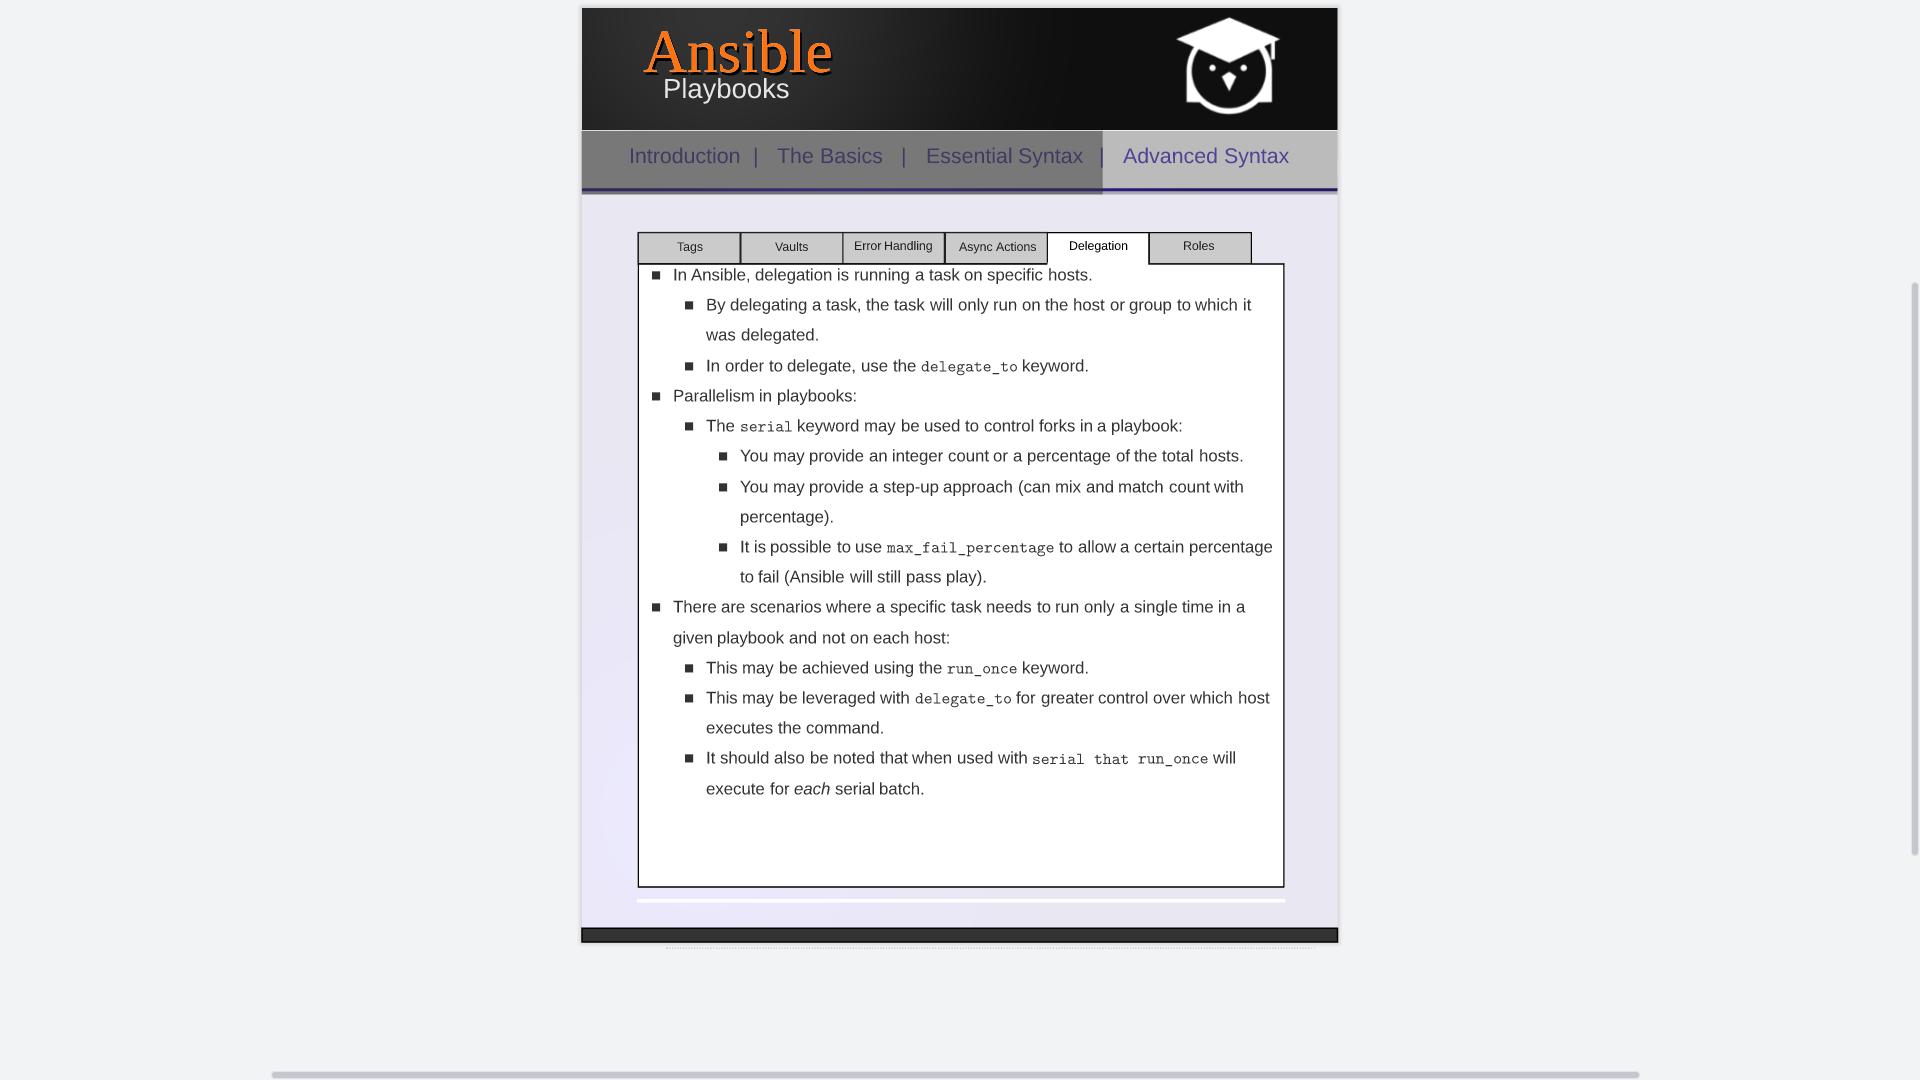 Ansible
Playbooks
Introduction | The Basics | Essential Syntax | Advanced Syntax
Tags Vaults Error Handling Async Actions Delegation Roles
■ In Ansible, delegation is running a task on specific hosts.
■ By delegating a task, the task will only run on the host or group to which it
was delegated.
■ In order to delegate, use the delegate_to keyword.
■ Parallelism in playbooks:
■ The serial keyword may be used to control forks in a playbook:
■ You may provide an integer count or a percentage of the total hosts.
■ You may provide a step-up approach (can mix and match count with
percentage).
■ It is possible to use max_fail_percentage to allow a certain percentage
to fail (Ansible will still pass play).
■ There are scenarios where a specific task needs to run only a single time in a
given playbook and not on each host:
■ This may be achieved using the run_once keyword.
■ This may be leveraged with delegate_to for greater control over which host
executes the command.
■ It should also be noted that when used with serial that run_once will
execute for each serial batch.